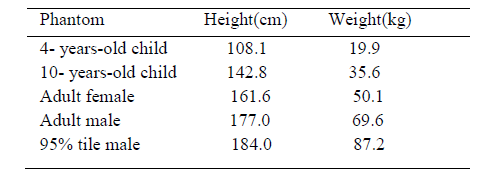 Phantom Height(cm) Weight(kg)
4- years-old child 108.1 19.9
10- years-old child 142.8 35.6
Adult female 161.6 50.1
Adult male 177.0 69.6
95% tile male 184.0 87.2